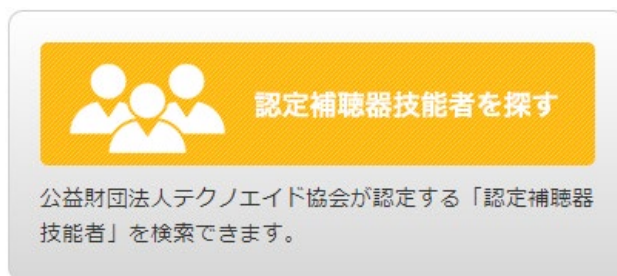 認定補聴器技能者を探す
公益財団法人テクノエイド協会が認定する「認定補聴器
技能者」を検索できます。